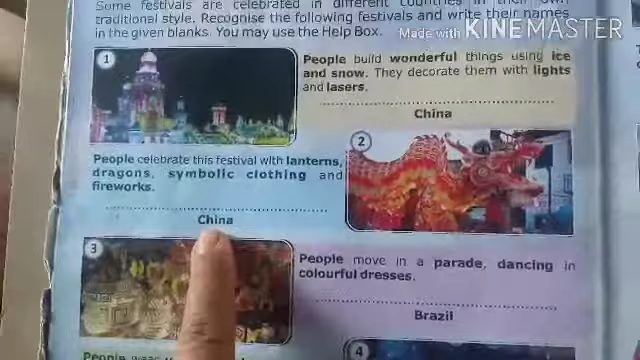 Some festivals are celebrated in different countries in their own
traditional style. Recognise the following festivals and write their names
in the given blanks. You may use the Help Box.
Made with KINEMASTER
1
People build wonderful things using ice
and snow. They decorate them with lights
and lasers.
China
2
People celebrate this festival with lanterns,
dragons, symbolic clothing and
fireworks.
China
3
People move in a parade, dancing in
colourful dresses.
Brazil
4
People wear